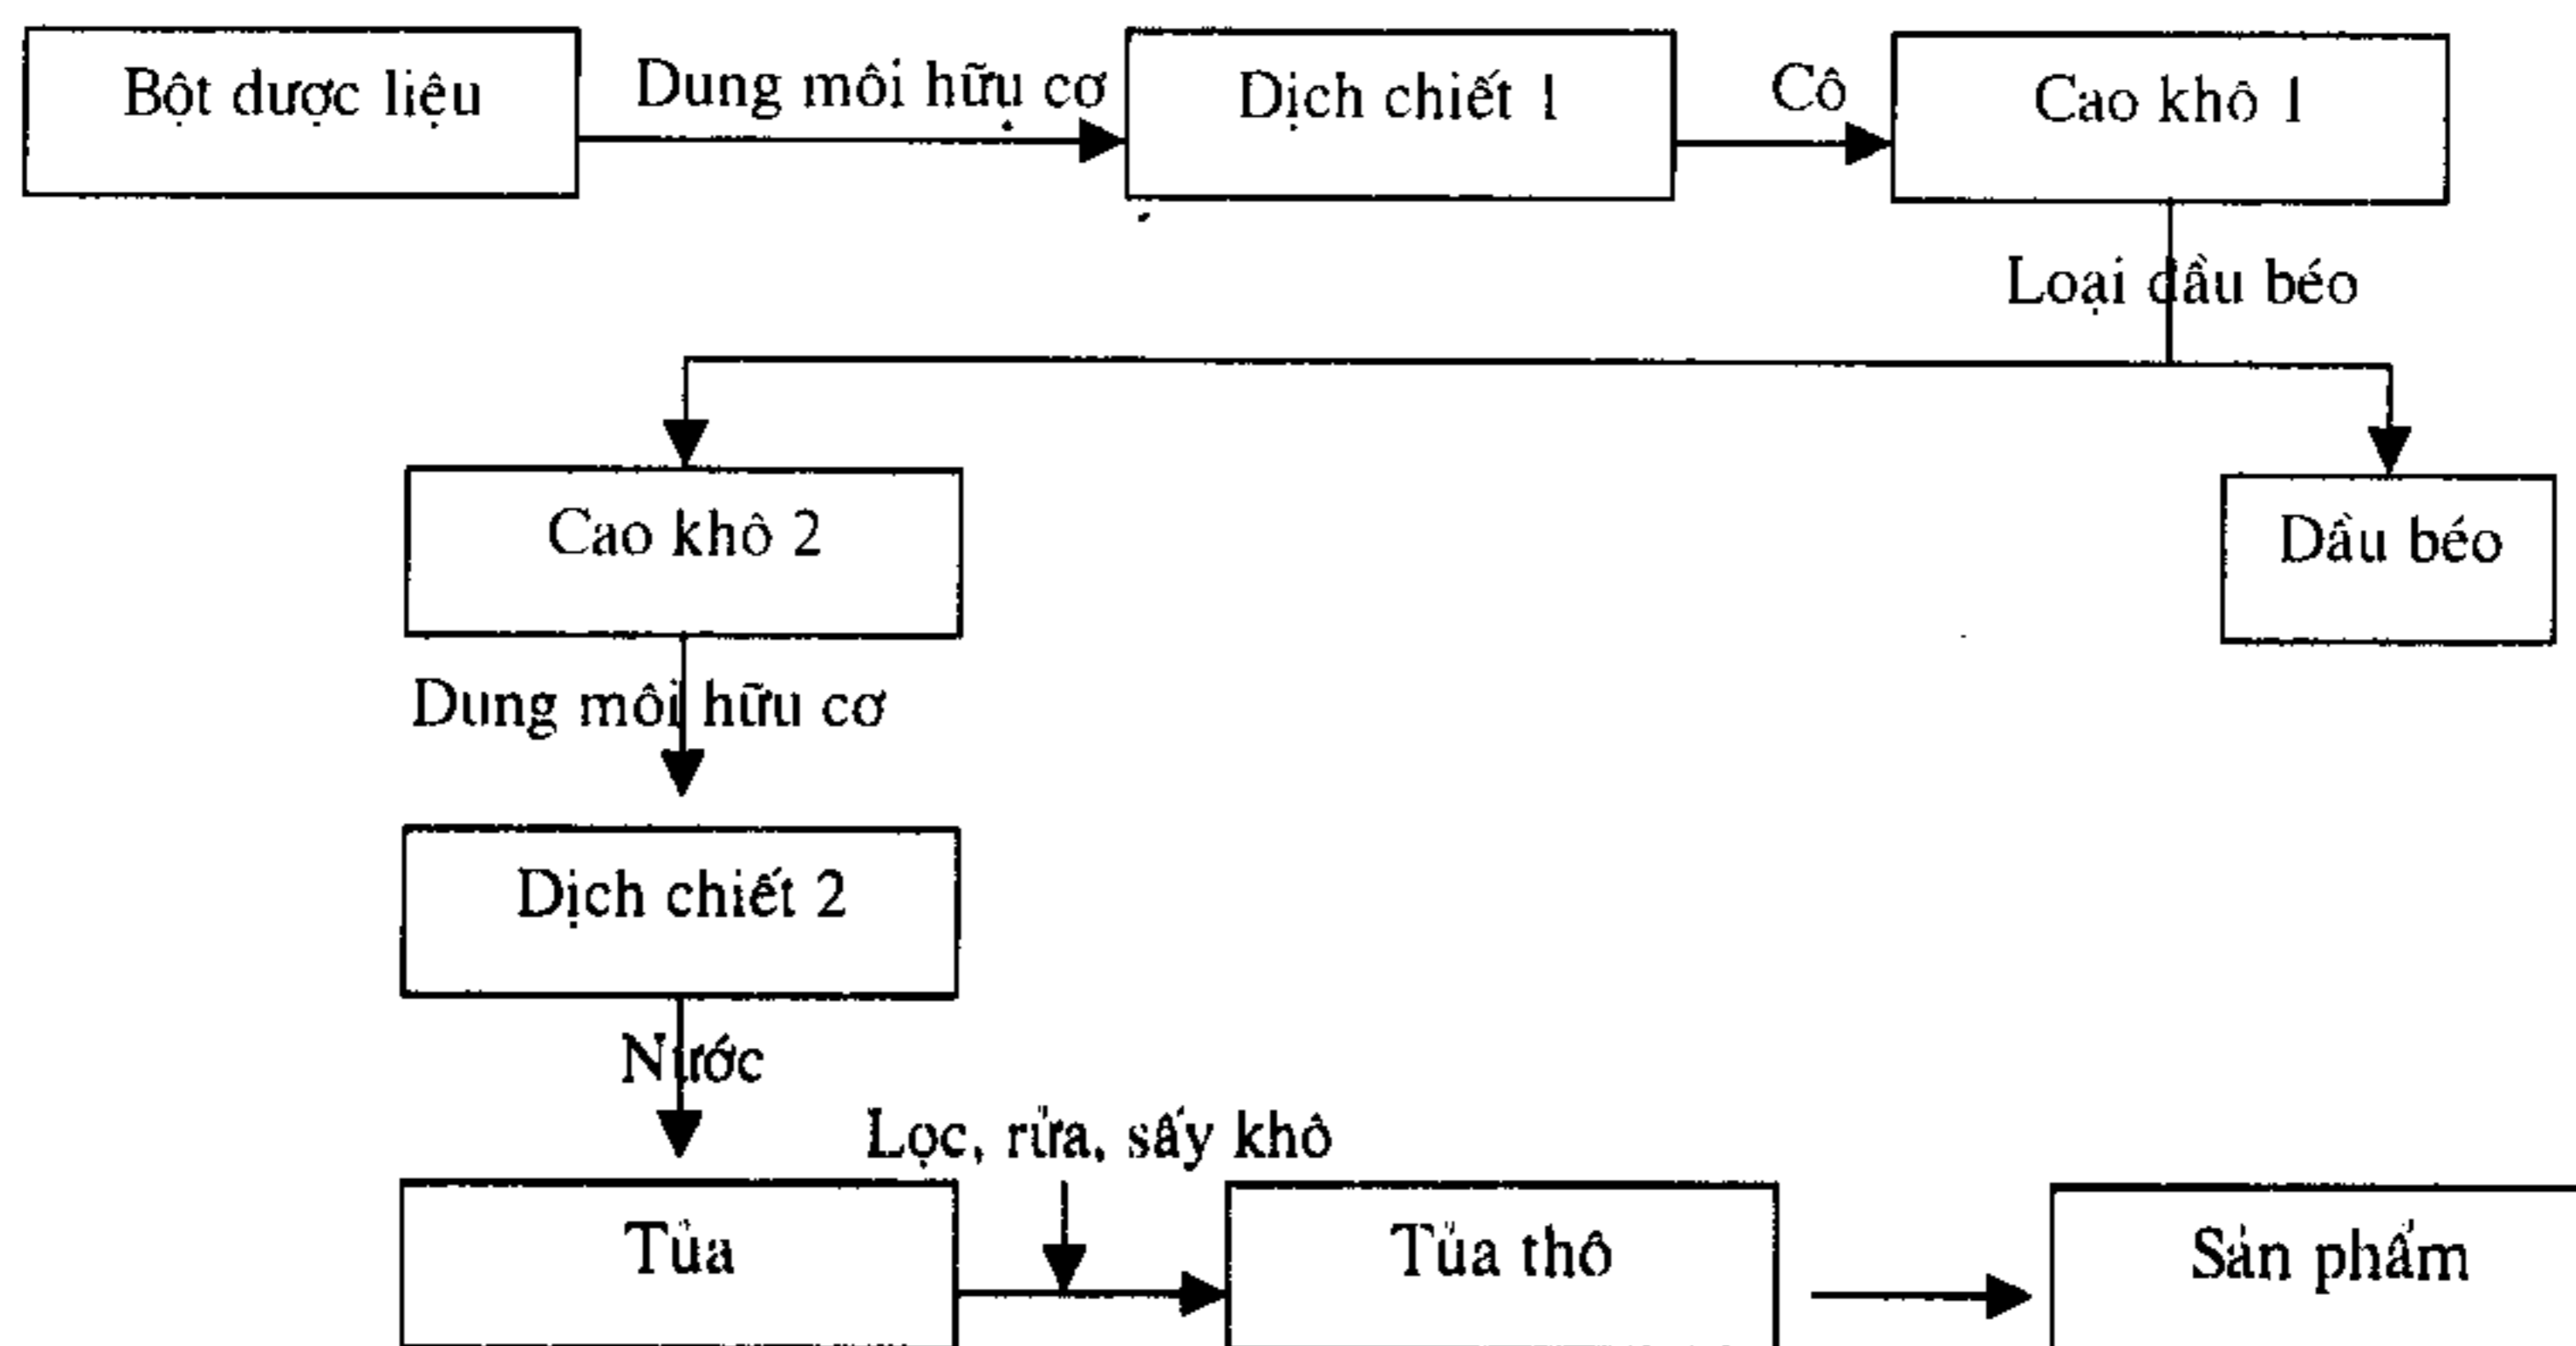 Bột dược liệu
Dung môi hữu cơ
Dịch chiết 1
Cô
Cao khô 1
Loại dầu béo
Cao khô 2
Dầu béo
Dung môi hữu cơ
Dịch chiết 2
Nước
Lọc, rửa, sấy khô
Tủa
Tủa thô
Sản phẩm